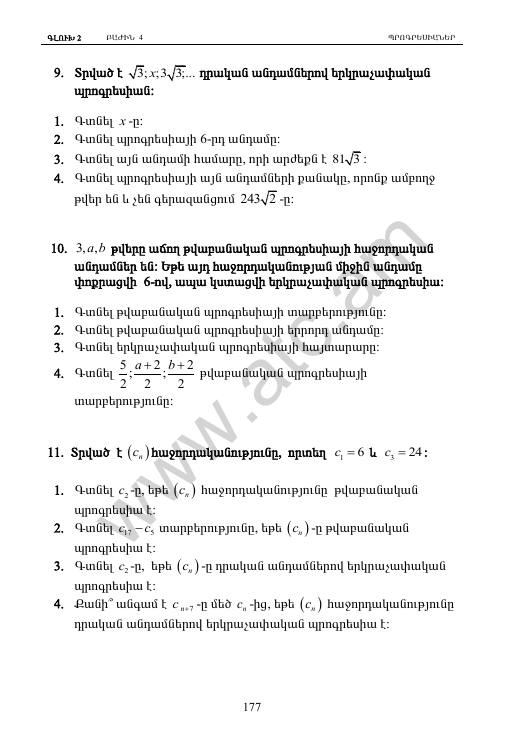 ԳԼՈՒԽ 2 ԲԱԺԻՆ 4 ՊՐՈԳՐԵՍԻԱՆԵՐ
9. Տրված է √3; x; 3√3;... դրական անդամներով երկրաչափական
պրոգրեսիան:
1. Գտնել x -ը:
2. Գտնել պրոգրեսիայի 6-րդ անդամը:
3. Գտնել այն անդամի համարը, որի արժեքն է 81√3 :
4. Գտնել պրոգրեսիայի այն անդամների քանակը, որոնք ամբողջ
թվեր են և չեն գերազանցում 243√2 -ը:
10. 3, a, b թվերը աճող թվաբանական պրոգրեսիայի հաջորդական
անդամներ են: Եթե այդ հաջորդականության միջին անդամը
փոքրացվի 6-ով, ապա կստացվի երկրաչափական պրոգրեսիա:
1. Գտնել թվաբանական պրոգրեսիայի տարբերությունը:
2. Գտնել թվաբանական պրոգրեսիայի երրորդ անդամը:
3. Գտնել երկրաչափական պրոգրեսիայի հայտարարը:
4. Գտնել 5/2; (a+2)/2; (b+2)/2 թվաբանական պրոգրեսիայի
տարբերությունը:
11. Տրված է (cₙ) հաջորդականությունը, որտեղ c₁ = 6 և c₃ = 24 :
1. Գտնել c₂ -ը, եթե (cₙ) հաջորդականությունը թվաբանական
պրոգրեսիա է:
2. Գտնել c₁₇ − c₅ տարբերությունը, եթե (cₙ) -ը թվաբանական
պրոգրեսիա է:
3. Գտնել c₂ -ը, եթե (cₙ) -ը դրական անդամներով երկրաչափական
պրոգրեսիա է:
4. Քանի՞ անգամ է cₙ₊₇ -ը մեծ cₙ -ից, եթե (cₙ) հաջորդականությունը
դրական անդամներով երկրաչափական պրոգրեսիա է:
www.atc.am
177